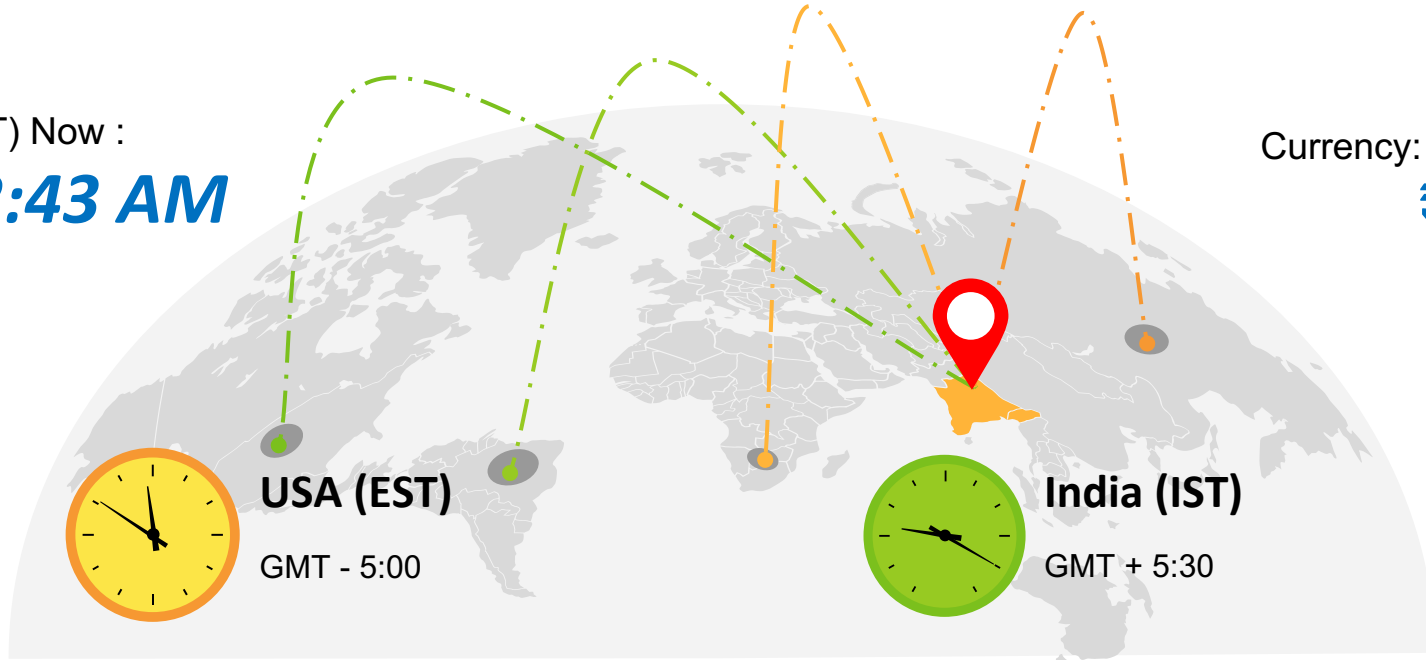 T) Now :
:43 AM
Currency:
USA (EST)
GMT - 5:00
India (IST)
GMT + 5:30